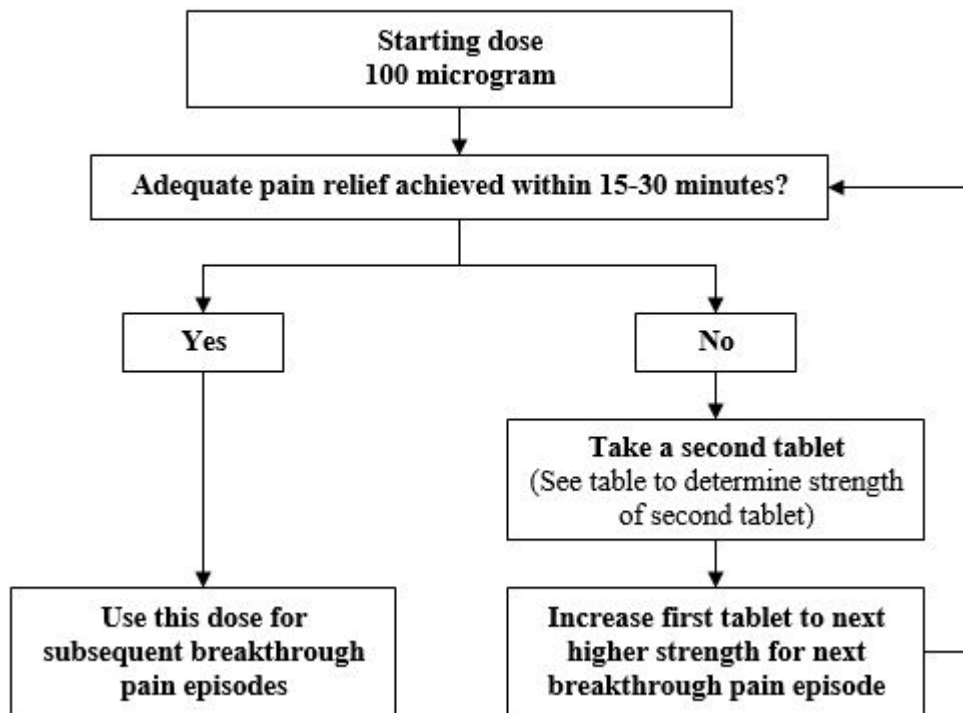 Starting dose
100 microgram
Adequate pain relief achieved within 15-30 minutes?
Yes
No
Take a second tablet
(See table to determine strength
of second tablet)
Use this dose for
subsequent breakthrough
pain episodes
Increase first tablet to next
higher strength for next
breakthrough pain episode